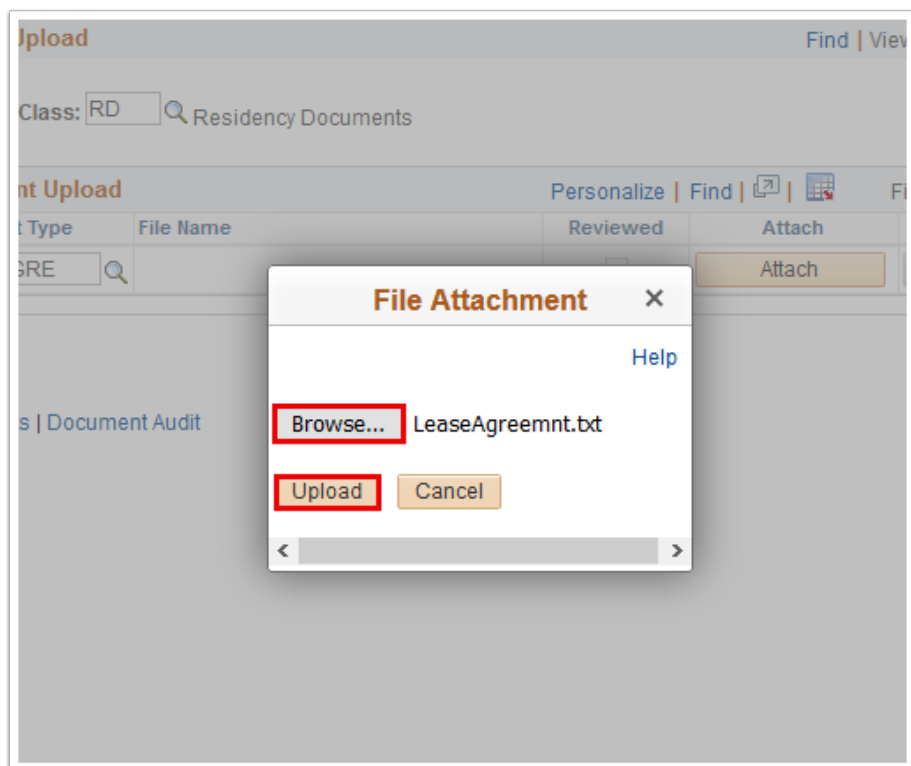 Upload Find | View
Class: RD Residency Documents
nt Upload Personalize | Find | |
t Type File Name Reviewed Attach
GRE Attach
File Attachment ×
Help
s | Document Audit
Browse... LeaseAgreemnt.txt
Upload Cancel